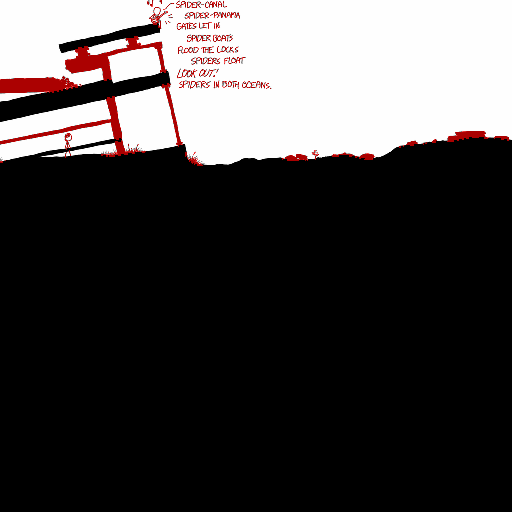 SPIDER-CANAL
SPIDER-PANAMA
GATES LET IN
SPIDER BOATS
FLOOD THE LOCKS
SPIDERS FLOAT
LOOK OUT!
SPIDERS IN BOTH OCEANS.